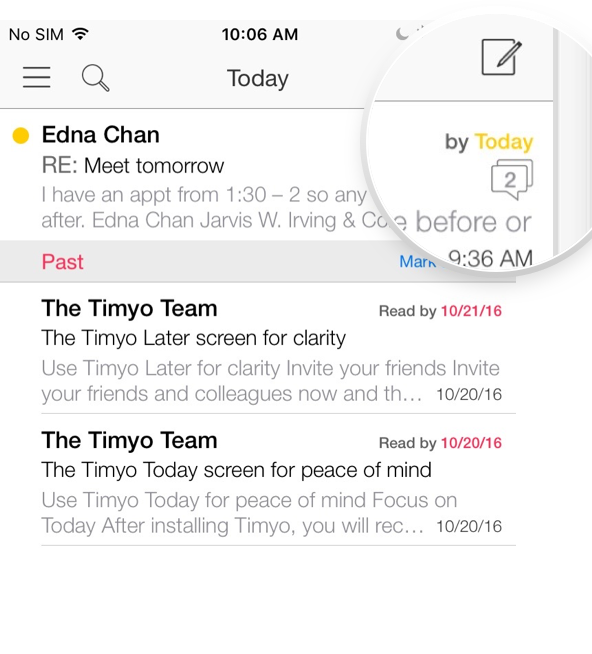 No SIM 10:06 AM
Today
Edna Chan by Today
RE: Meet tomorrow 2
I have an appt from 1:30 – 2 so any before or
after. Edna Chan Jarvis W. Irving & 9:36 AM
Past
The Timyo Team Read by 10/21/16
The Timyo Later screen for clarity
Use Timyo Later for clarity Invite your friends Invite
your friends and colleagues now and th... 10/20/16
The Timyo Team Read by 10/20/16
The Timyo Today screen for peace of mind
Use Timyo Today for peace of mind Focus on
Today After installing Timyo, you will rec... 10/20/16